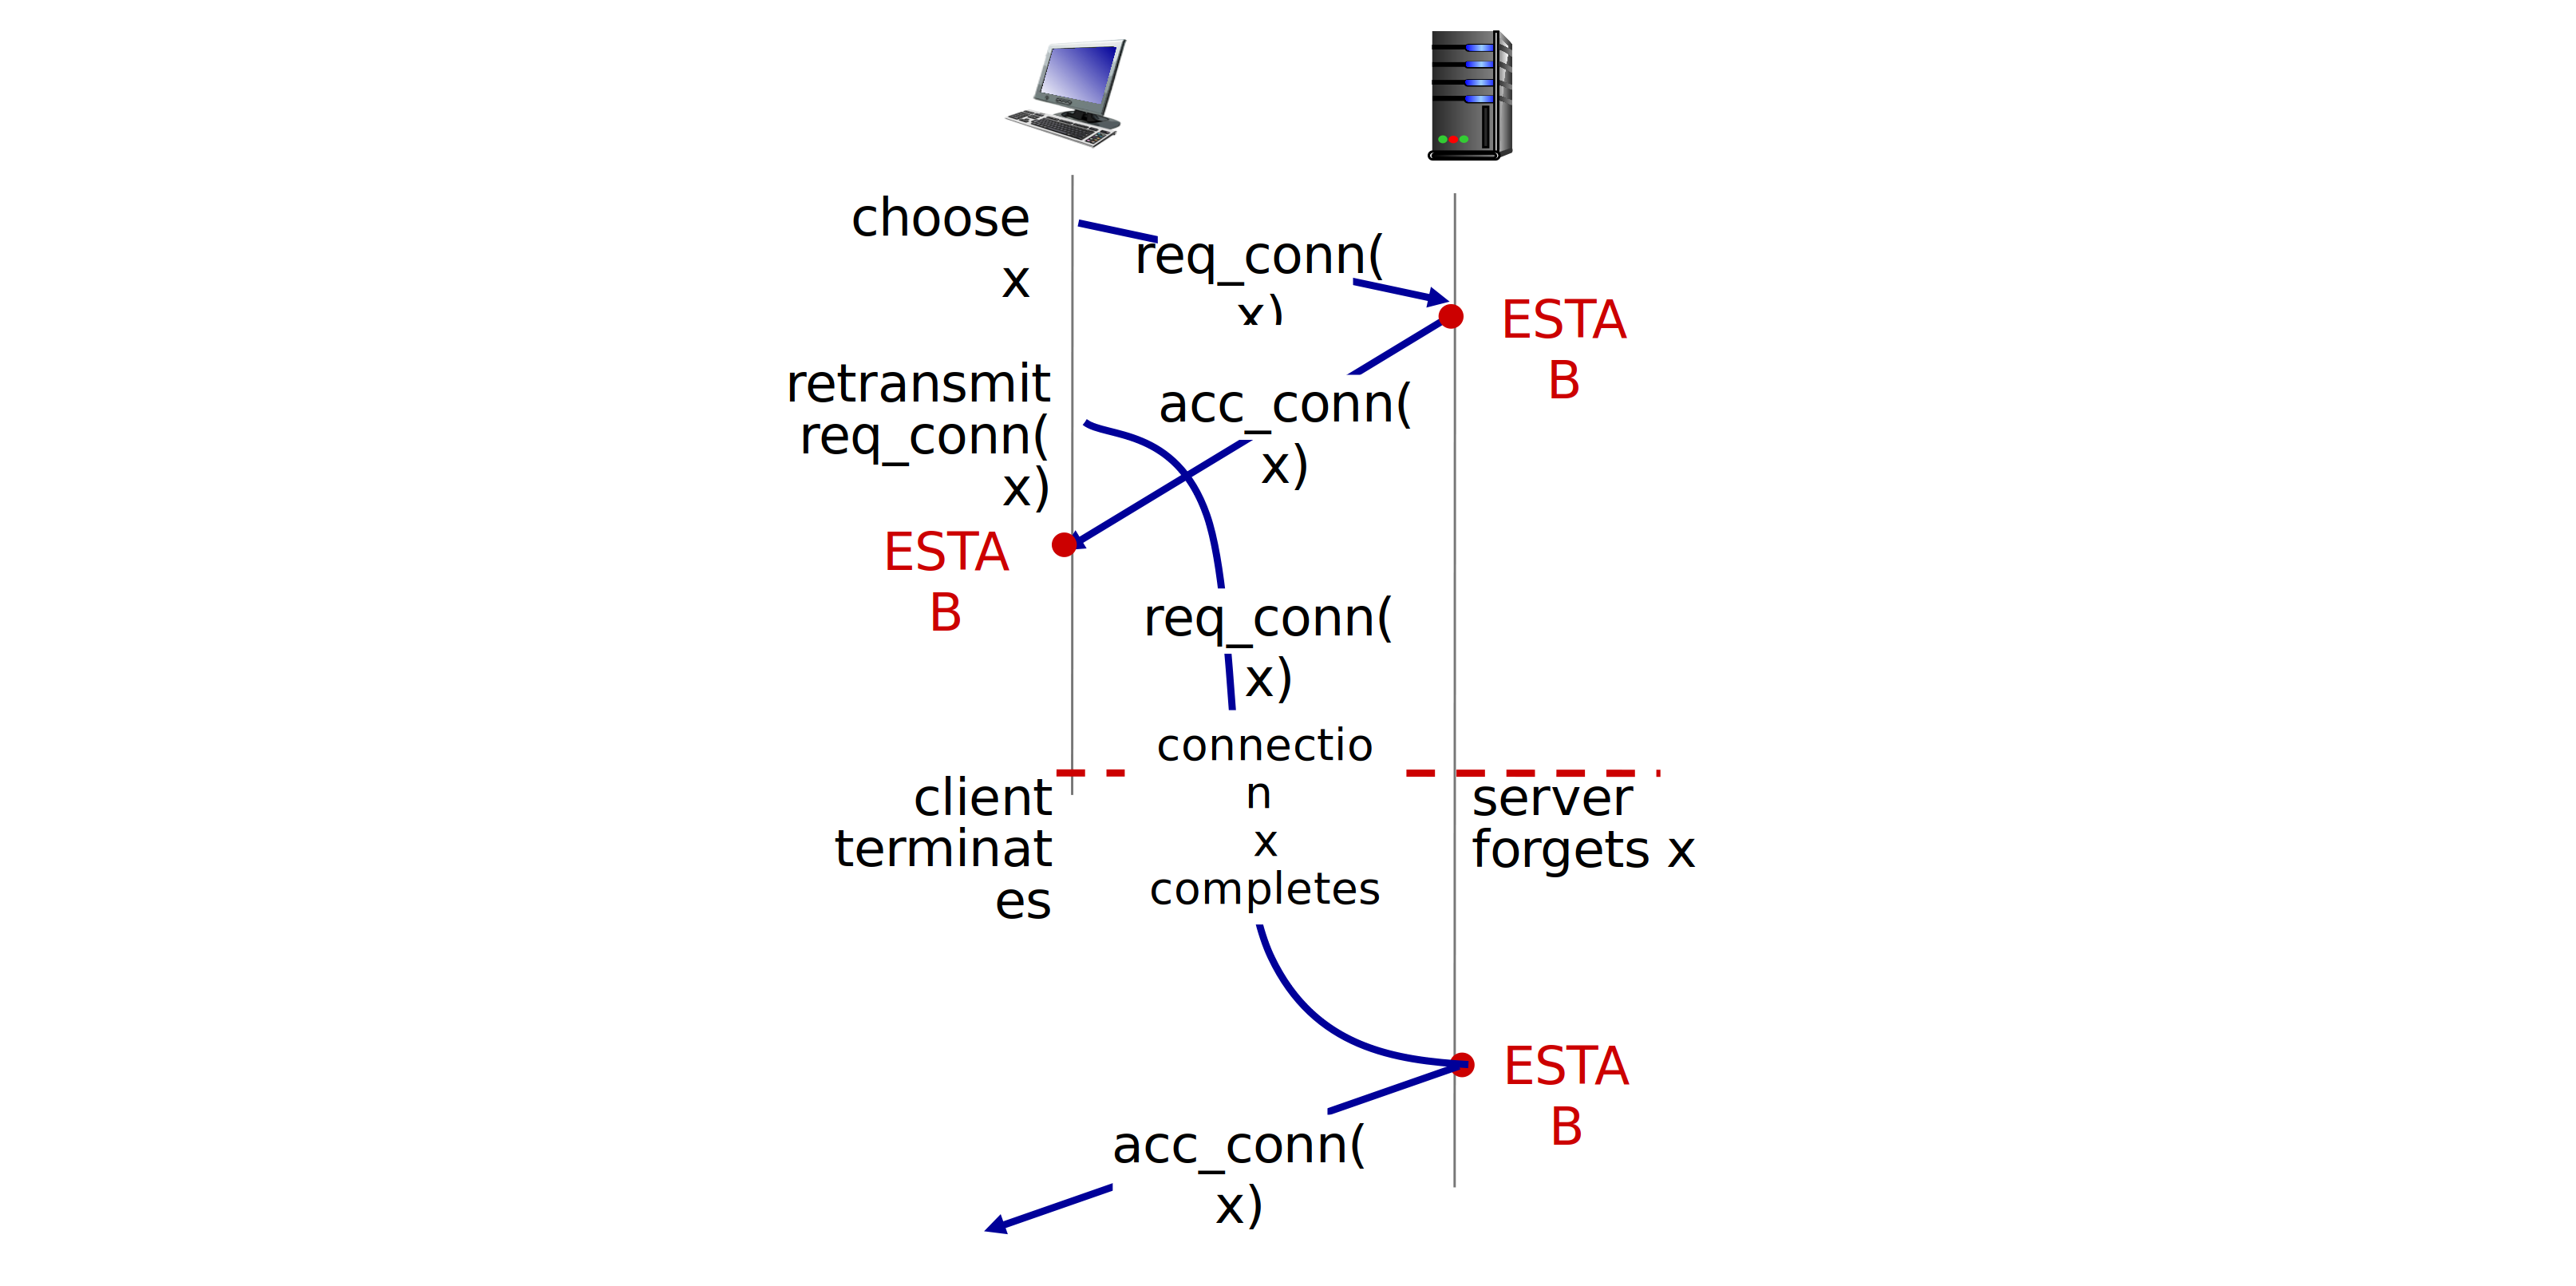 choose
x
req_conn(
x)
ESTA
B
retransmit
req_conn(
x)
acc_conn(
x)
ESTA
B
req_conn(
x)
connectio
n
x
completes
client
terminat
es
server
forgets x
ESTA
B
acc_conn(
x)